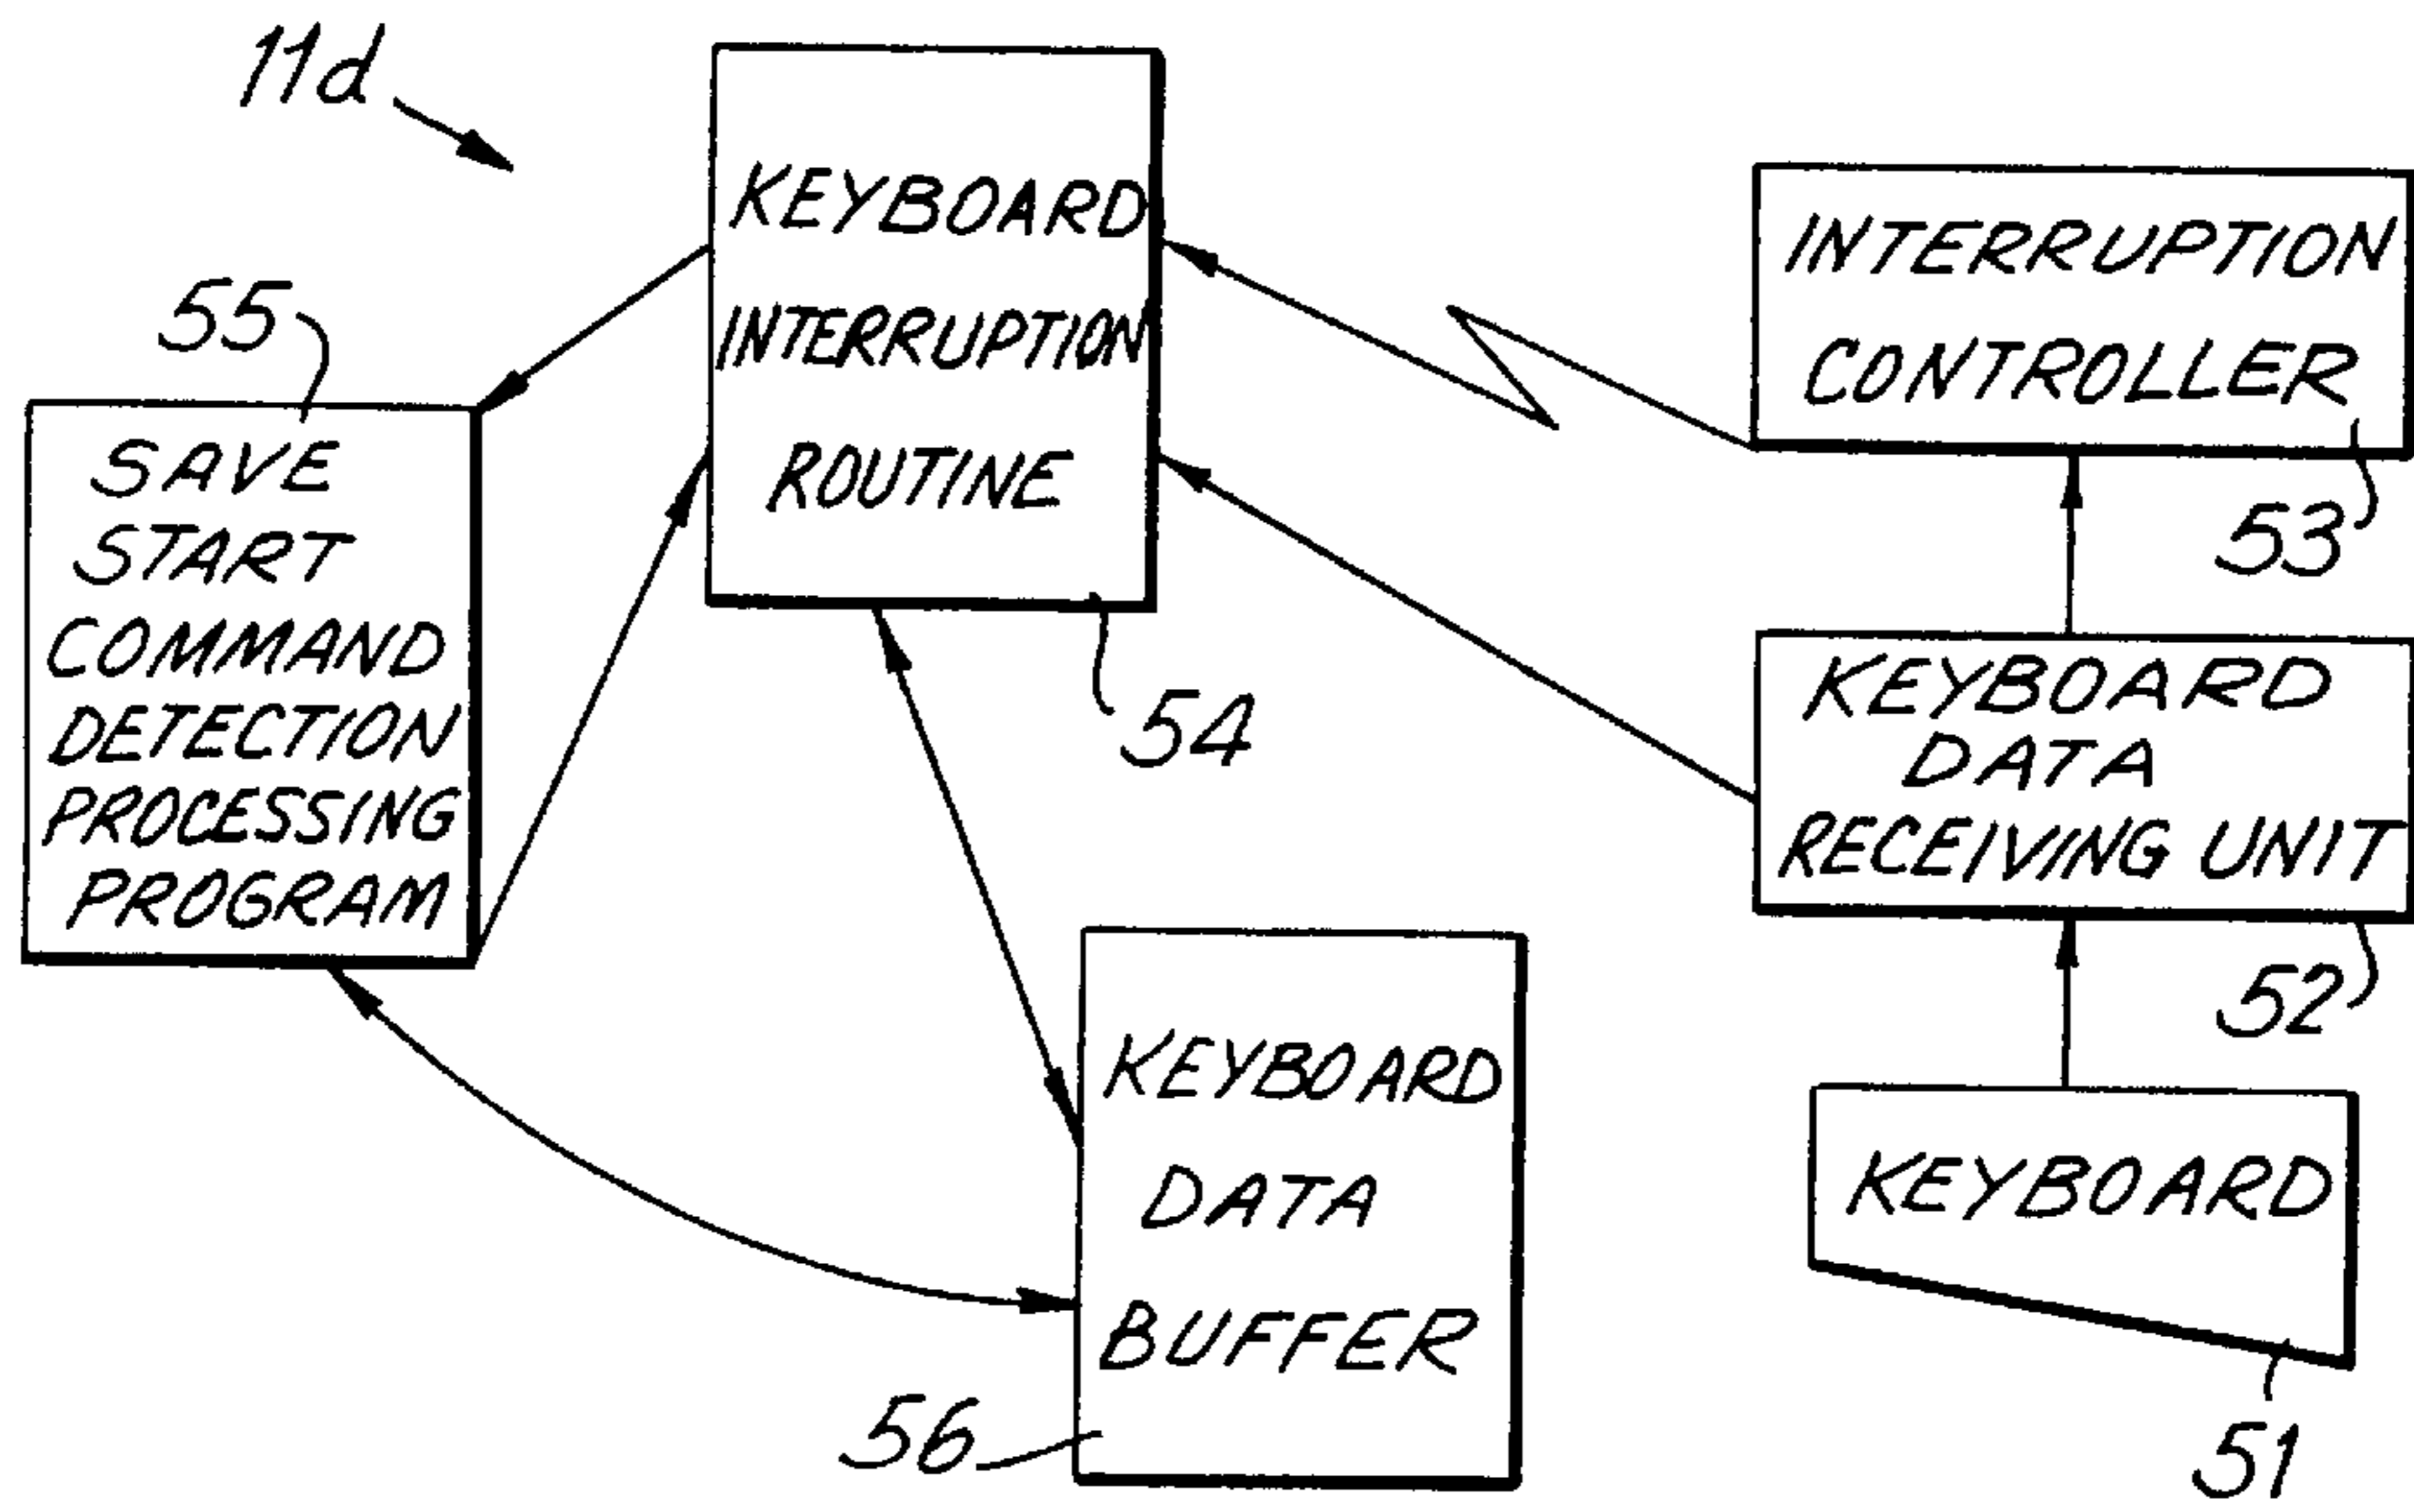 11d
KEYBOARD
INTERRUPTION
ROUTINE
54
INTERRUPTION
CONTROLLER
53
55
SAVE
START
COMMAND
DETECTION
PROCESSING
PROGRAM
KEYBOARD
DATA
RECEIVING UNIT
52
KEYBOARD
DATA
BUFFER
56
KEYBOARD
51